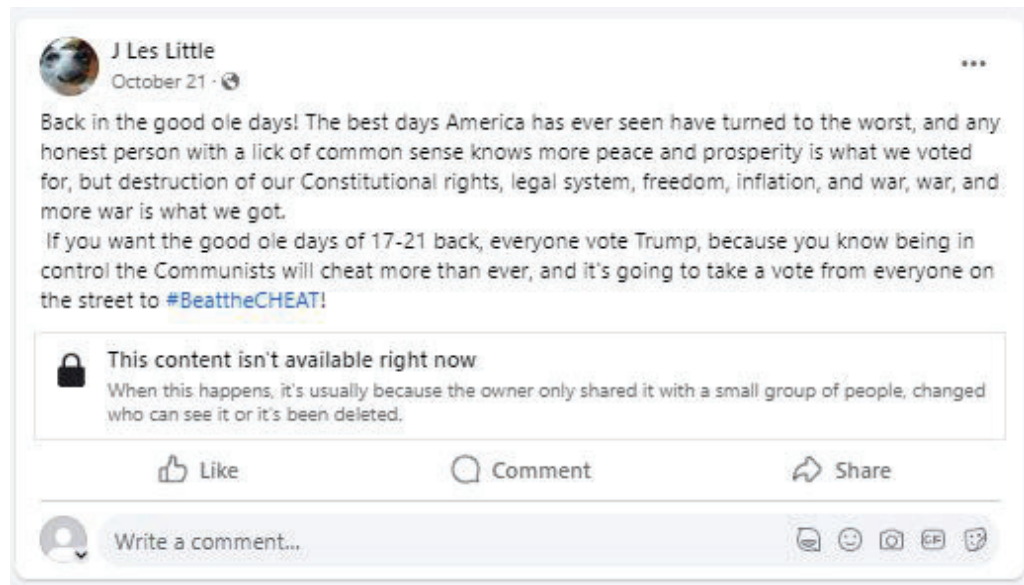 J Les Little
October 21 ·
Back in the good ole days! The best days America has ever seen have turned to the worst, and any
honest person with a lick of common sense knows more peace and prosperity is what we voted
for, but destruction of our Constitutional rights, legal system, freedom, inflation, and war, war, and
more war is what we got.
If you want the good ole days of 17-21 back, everyone vote Trump, because you know being in
control the Communists will cheat more than ever, and it's going to take a vote from everyone on
the street to #BeattheCHEAT!
This content isn't available right now
When this happens, it's usually because the owner only shared it with a small group of people, changed
who can see it or it's been deleted.
Like Comment Share
Write a comment... GIF